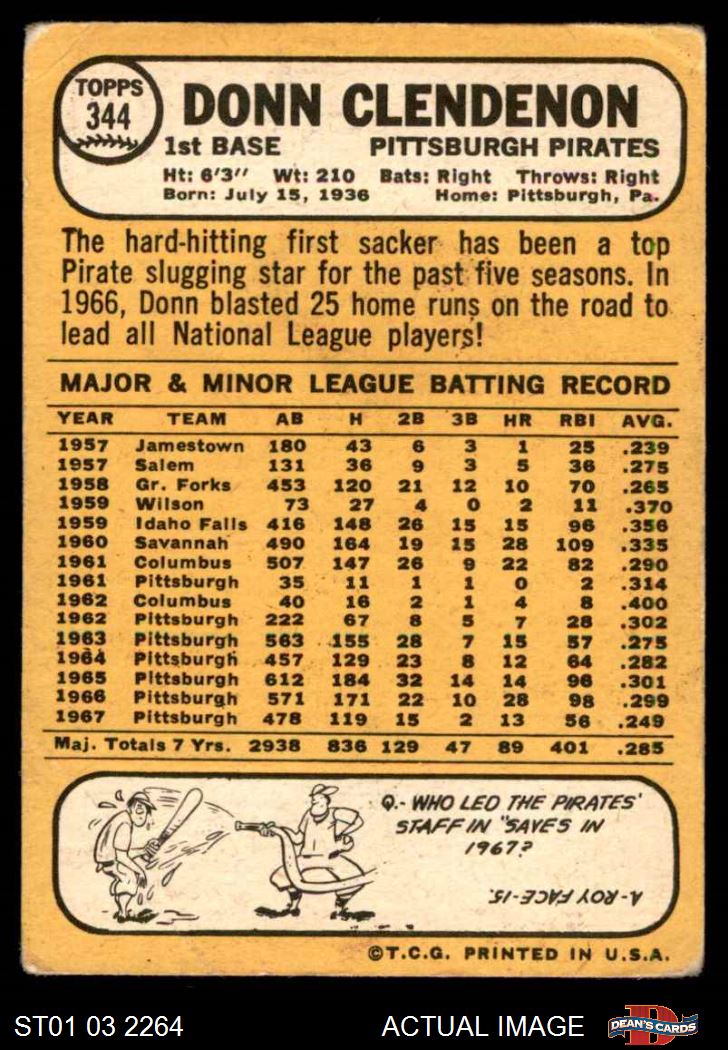 TOPPS
344
DONN CLENDENON
1st BASE PITTSBURGH PIRATES
Ht: 6'3" Wt: 210 Bats: Right Throws: Right
Born: July 15, 1936 Home: Pittsburgh, Pa.
The hard-hitting first sacker has been a top
Pirate slugging star for the past five seasons. In
1966, Donn blasted 25 home runs on the road to
lead all National League players!
MAJOR & MINOR LEAGUE BATTING RECORD
YEAR TEAM AB H 2B 3B HR RBI AVG.
1957 Jamestown 180 43 6 3 1 25 .239
1957 Salem 131 36 9 3 5 36 .275
1958 Gr. Forks 453 120 21 12 10 70 .265
1959 Wilson 73 27 4 0 2 11 .370
1959 Idaho Falls 416 148 26 15 15 96 .356
1960 Savannah 490 164 19 15 28 109 .335
1961 Columbus 507 147 26 9 22 82 .290
1961 Pittsburgh 35 11 1 1 0 2 .314
1962 Columbus 40 16 2 1 4 8 .400
1962 Pittsburgh 222 67 8 5 7 28 .302
1963 Pittsburgh 563 155 28 7 15 57 .275
1964 Pittsburgh 457 129 23 8 12 64 .282
1965 Pittsburgh 612 184 32 14 14 96 .301
1966 Pittsburgh 571 171 22 10 28 98 .299
1967 Pittsburgh 478 119 15 2 13 56 .249
Maj. Totals 7 Yrs. 2938 836 129 47 89 401 .285
Q.- WHO LED THE PIRATES'
STAFF IN "SAVES IN
1967?
A-ROY FACE-15.
©T.C.G. PRINTED IN U.S.A.
ST01 03 2264 ACTUAL IMAGE D DEAN'S CARDS